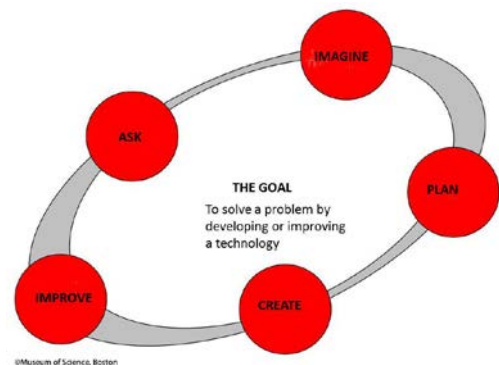 IMAGINE
ASK
PLAN
THE GOAL
To solve a problem by
developing or improving
a technology
IMPROVE
CREATE
©Museum of Science, Boston